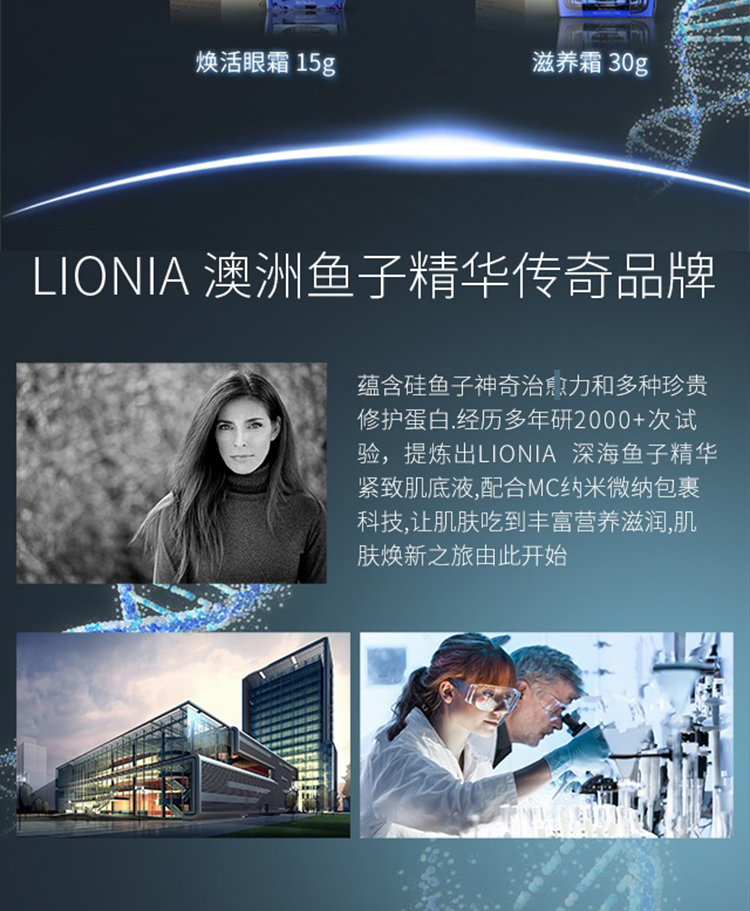 焕活眼霜 15g
滋养霜 30g
LIONIA 澳洲鱼子精华传奇品牌
蕴含硅鱼子神奇治愈力和多种珍贵
修护蛋白.经历多年研2000+次试
验，提炼出LIONIA 深海鱼子精华
紧致肌底液,配合MC纳米微纳包裹
科技,让肌肤吃到丰富营养滋润,肌
肤焕新之旅由此开始